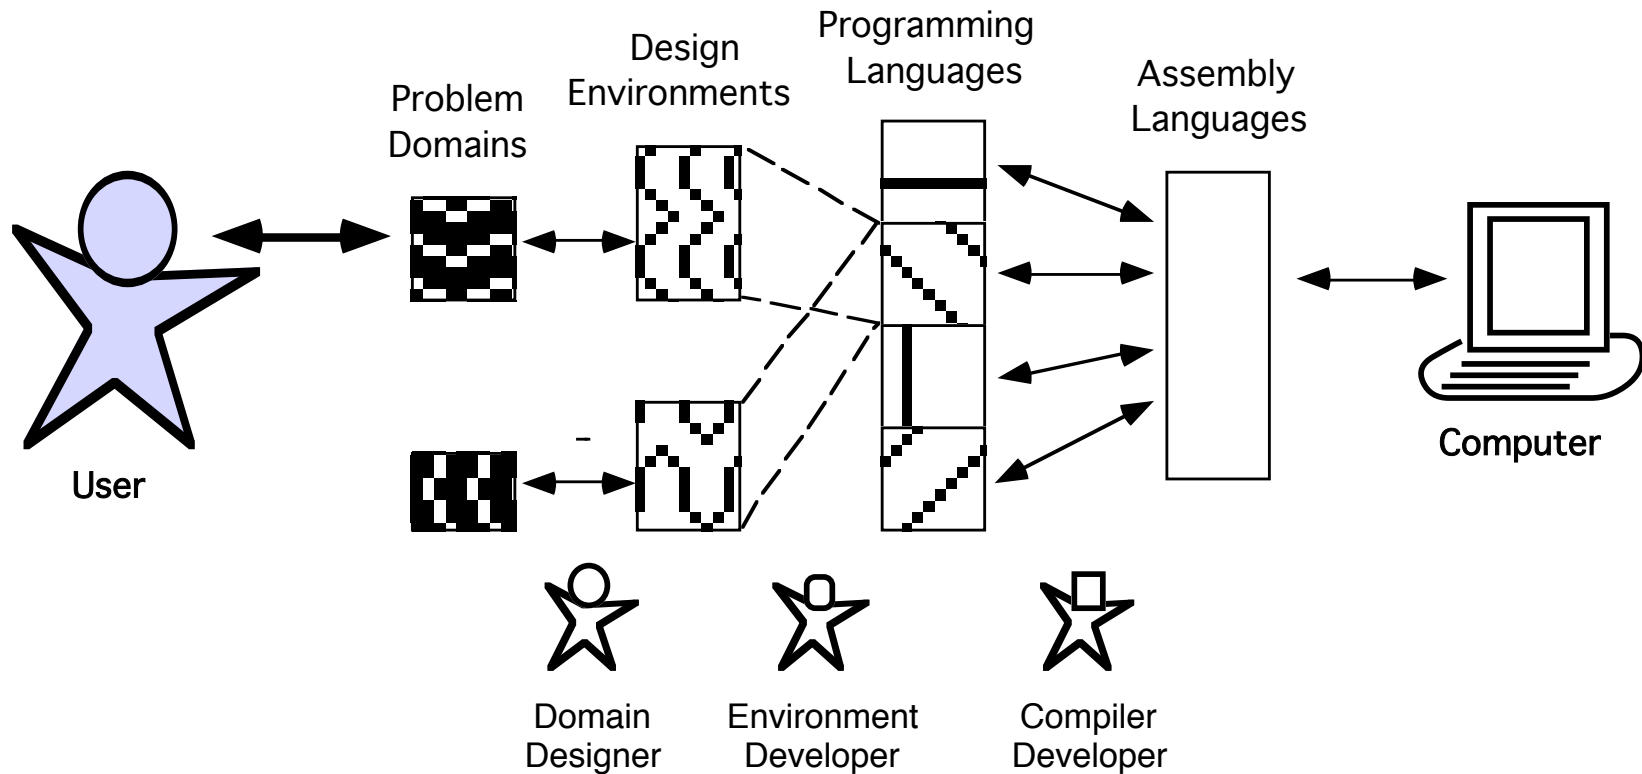 Programming
Languages
Design
Environments
Assembly
Languages
Problem
Domains
User
Computer
Domain
Designer
Environment
Developer
Compiler
Developer